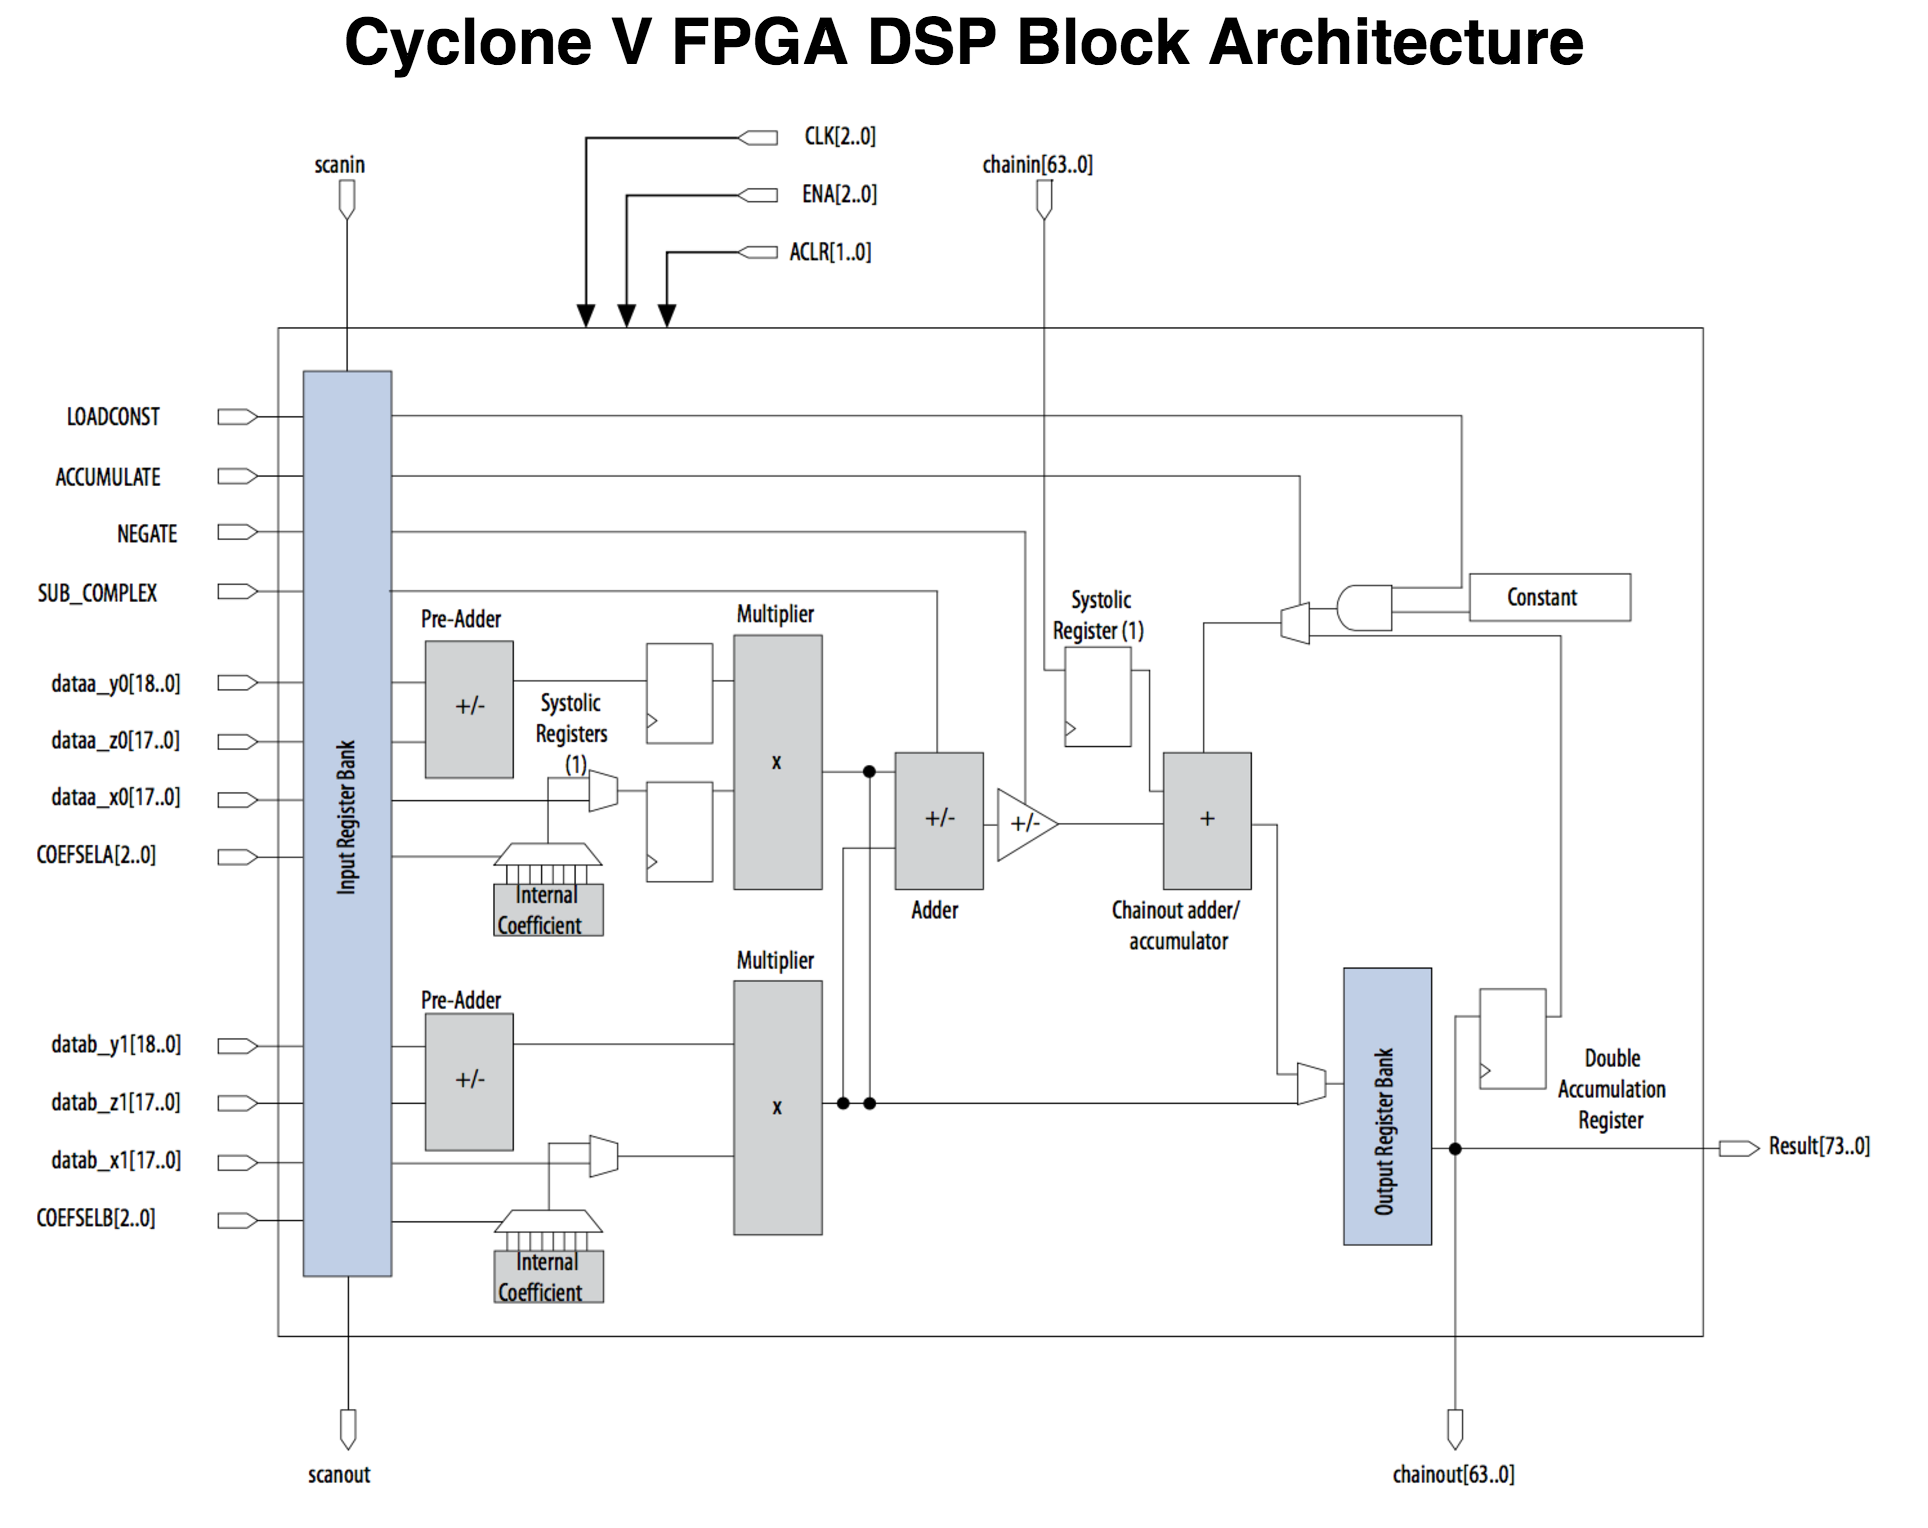 Cyclone V FPGA DSP Block Architecture
CLK[2..0]
scanin
chainin[63..0]
ENA[2..0]
ACLR[1..0]
LOADCONST
ACCUMULATE
NEGATE
SUB_COMPLEX
Constant
Systolic
Register (1)
Pre-Adder
Multiplier
dataa_y0[18..0]
+/-
Systolic
Registers
(1)
dataa_z0[17..0]
x
dataa_x0[17..0]
Input Register Bank
+/-
+/-
+
COEFSELA[2..0]
Internal
Coefficient
Adder
Chainout adder/
accumulator
Multiplier
Pre-Adder
datab_y1[18..0]
+/-
datab_z1[17..0]
x
datab_x1[17..0]
Output Register Bank
Double
Accumulation
Register
Result[73..0]
COEFSELB[2..0]
Internal
Coefficient
scanout
chainout[63..0]